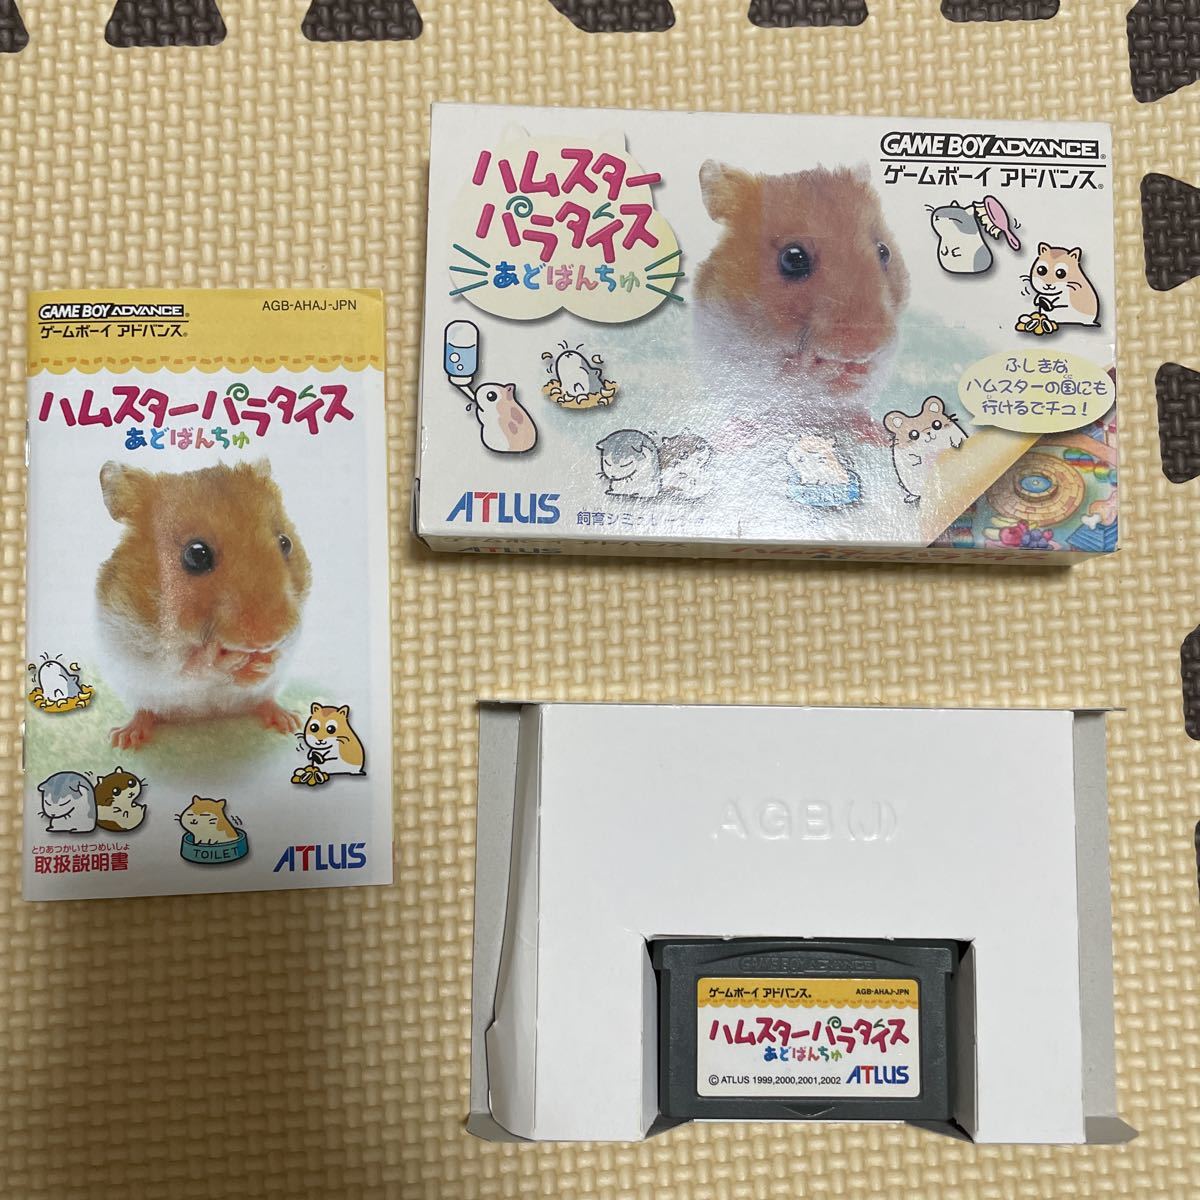 GAME BOY ADVANCE
ゲームボーイ アドバンス
ハムスター
パラダイス
あどばんちゅ
ふしきな
ハムスターの国にも
行けるでチュ!
ATLUS
飼育シミュレーション
ATLUS
GAME BOY ADVANCE
AGB-AHAJ-JPN
ゲームボーイ アドバンス
ハムスターパラダイス
あどばんちゅ
TOILET
とりあつかいせつめいしょ
取扱説明書
ATLUS
AGB(J)
GAME BOY ADVANCE
ゲームボーイ アドバンス
AGB-AHAJ-JPN
ハムスターパラダイス
あどばんちゅ
© ATLUS 1999,2000,2001,2002 ATLUS